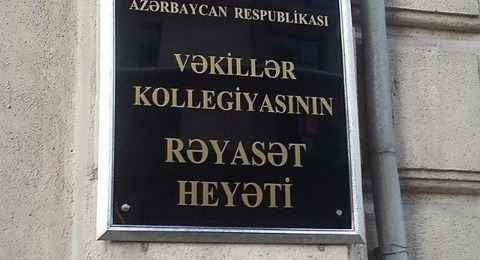 AZƏRBAYCAN RESPUBLİKASI
VƏKİLLƏR
KOLLEGİYASININ
RƏYASƏT
HEYƏTİ